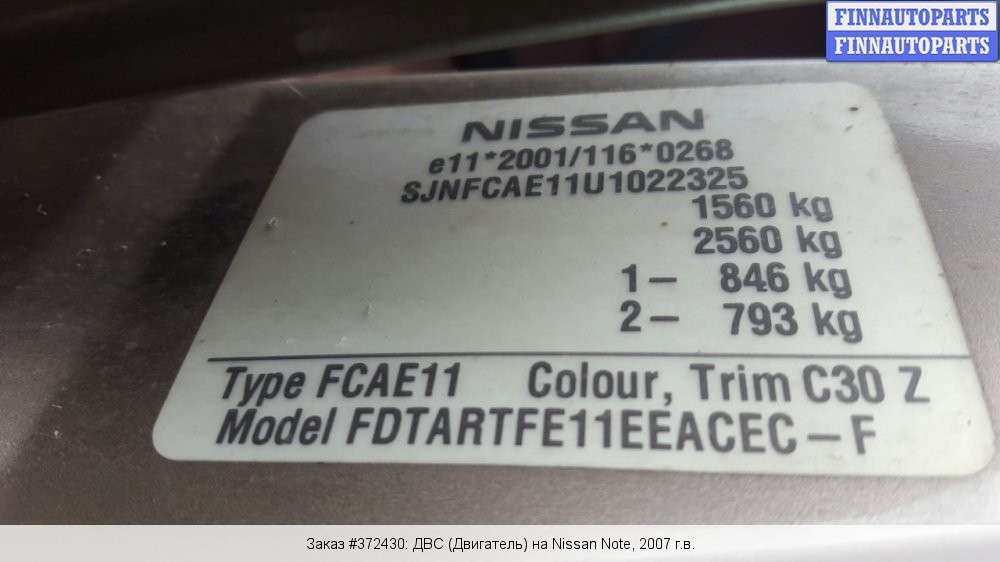 FINNAUTOPARTS
FINNAUTOPARTS
NISSAN
e11*2001/116*0268
SJNFCAE11U1022325
1560 kg
2560 kg
1 – 846 kg
2 – 793 kg
Type FCAE11 Colour, Trim C30 Z
Model FDTARTFE11EEACEC – F
Заказ #372430: ДВС (Двигатель) на Nissan Note, 2007 г.в.